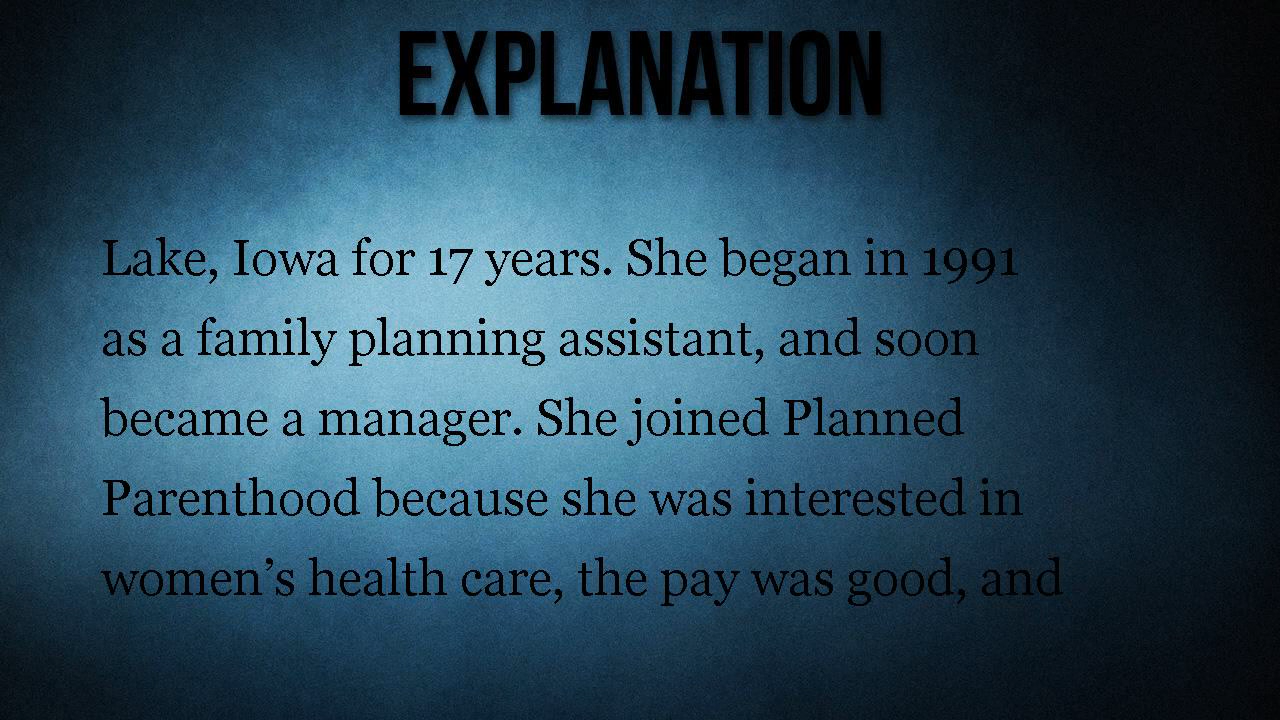 EXPLANATION
Lake, Iowa for 17 years. She began in 1991
as a family planning assistant, and soon
became a manager. She joined Planned
Parenthood because she was interested in
women’s health care, the pay was good, and